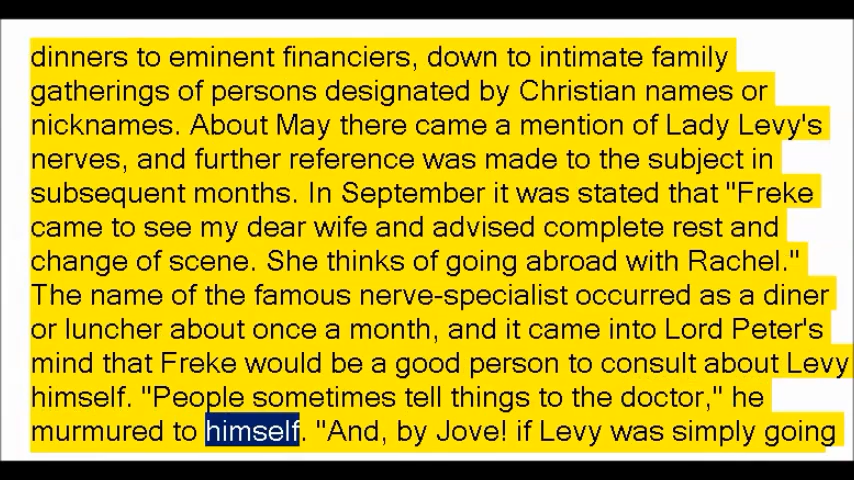 dinners to eminent financiers, down to intimate family
gatherings of persons designated by Christian names or
nicknames. About May there came a mention of Lady Levy's
nerves, and further reference was made to the subject in
subsequent months. In September it was stated that "Freke
came to see my dear wife and advised complete rest and
change of scene. She thinks of going abroad with Rachel."
The name of the famous nerve-specialist occurred as a diner
or luncher about once a month, and it came into Lord Peter's
mind that Freke would be a good person to consult about Levy
himself. "People sometimes tell things to the doctor," he
murmured to himself. "And, by Jove! if Levy was simply going